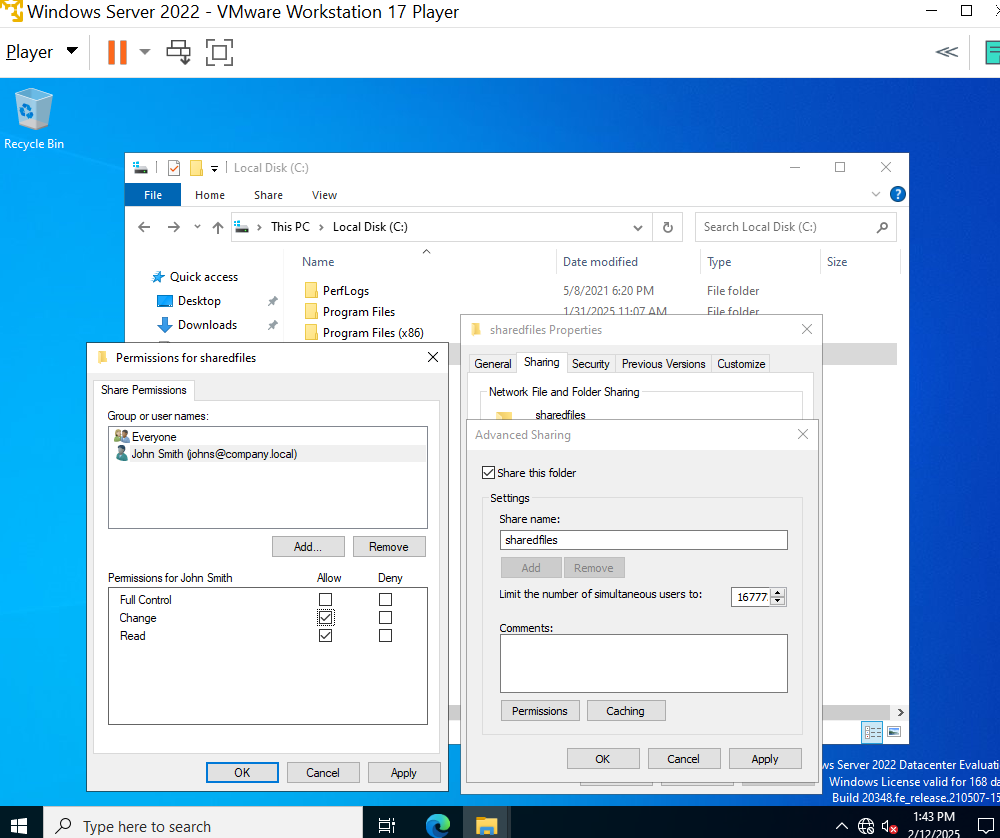 Windows Server 2022 - VMware Workstation 17 Player
Player
Recycle Bin
Local Disk (C:)
File Home Share View
This PC Local Disk (C:)
Search Local Disk (C:)
Name Date modified Type Size
Quick access
Desktop
Downloads
PerfLogs 5/8/2021 6:20 PM File folder
Program Files 1/31/2025 11:07 AM File folder
Program Files (x86)
sharedfiles Properties
General Sharing Security Previous Versions Customize
Network File and Folder Sharing
sharedfiles
Permissions for sharedfiles
Share Permissions
Group or user names:
Everyone
John Smith (johns@company.local)
Add... Remove
Permissions for John Smith Allow Deny
Full Control
Change
Read
OK Cancel Apply
Advanced Sharing
Share this folder
Settings
Share name:
sharedfiles
Add Remove
Limit the number of simultaneous users to: 16777
Comments:
Permissions Caching
OK Cancel Apply
Server 2022 Datacenter Evaluati
Windows License valid for 168 da
Build 20348.fe_release.210507-15
Type here to search
1:43 PM
2/12/2025